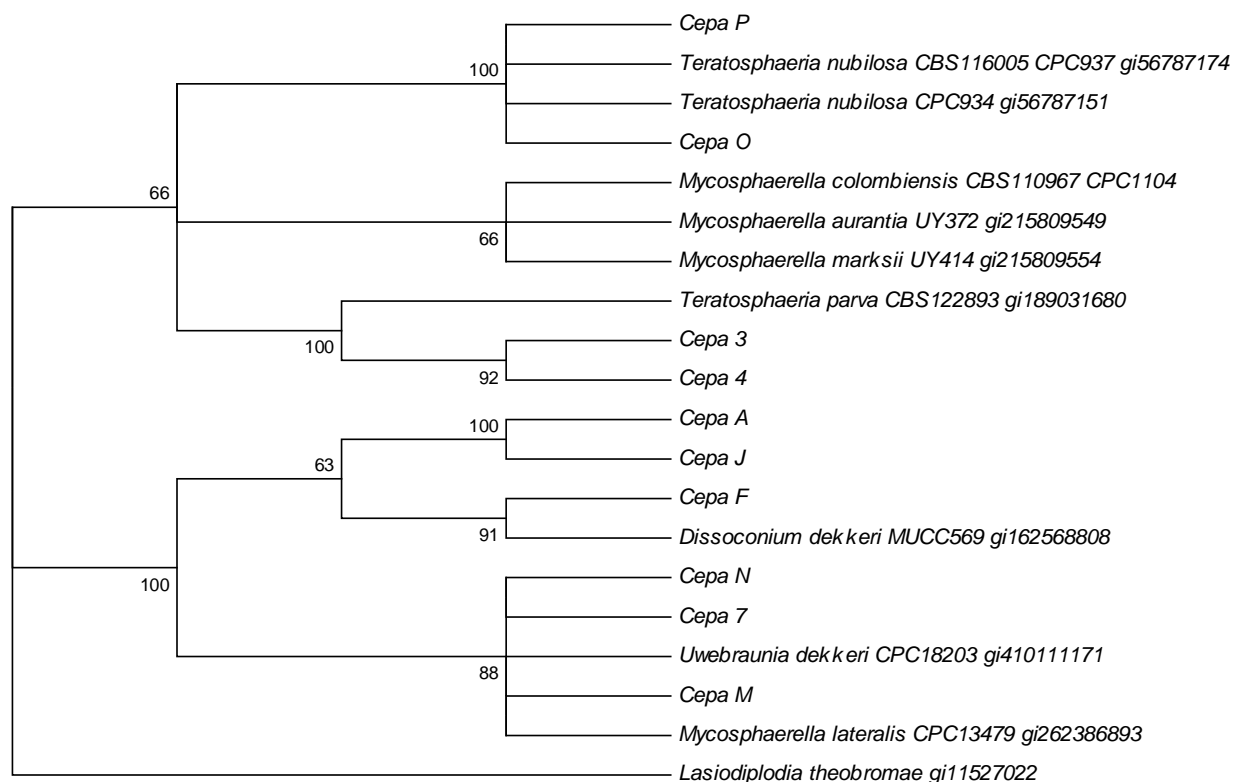 Cepa P
100
Teratosphaeria nubilosa CBS116005 CPC937 gi56787174
Teratosphaeria nubilosa CPC934 gi56787151
Cepa O
66
Mycosphaerella colombiensis CBS110967 CPC1104
Mycosphaerella aurantia UY372 gi215809549
66
Mycosphaerella marksii UY414 gi215809554
Teratosphaeria parva CBS122893 gi189031680
100
Cepa 3
92
Cepa 4
100
Cepa A
63
Cepa J
Cepa F
91
Dissoconium dekkeri MUCC569 gi162568808
100
Cepa N
Cepa 7
Uwebraunia dekkeri CPC18203 gi410111171
88
Cepa M
Mycosphaerella lateralis CPC13479 gi262386893
Lasiodiplodia theobromae gi11527022